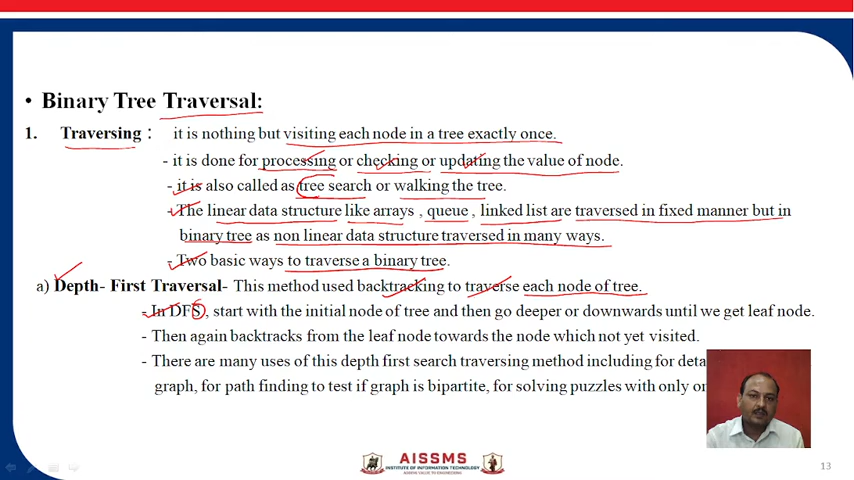 • Binary Tree Traversal:
1. Traversing : it is nothing but visiting each node in a tree exactly once.
- it is done for processing or checking or updating the value of node.
- it is also called as tree search or walking the tree.
- The linear data structure like arrays , queue , linked list are traversed in fixed manner but in
binary tree as non linear data structure traversed in many ways.
- Two basic ways to traverse a binary tree.
a) Depth- First Traversal- This method used backtracking to traverse each node of tree.
- In DFS, start with the initial node of tree and then go deeper or downwards until we get leaf node.
- Then again backtracks from the leaf node towards the node which not yet visited.
- There are many uses of this depth first search traversing method including for
graph, for path finding to test if graph is bipartite, for solving puzzles with only
AISSMS
INSTITUTE OF INFORMATION TECHNOLOGY
ADDING VALUE TO ENGINEERING
13